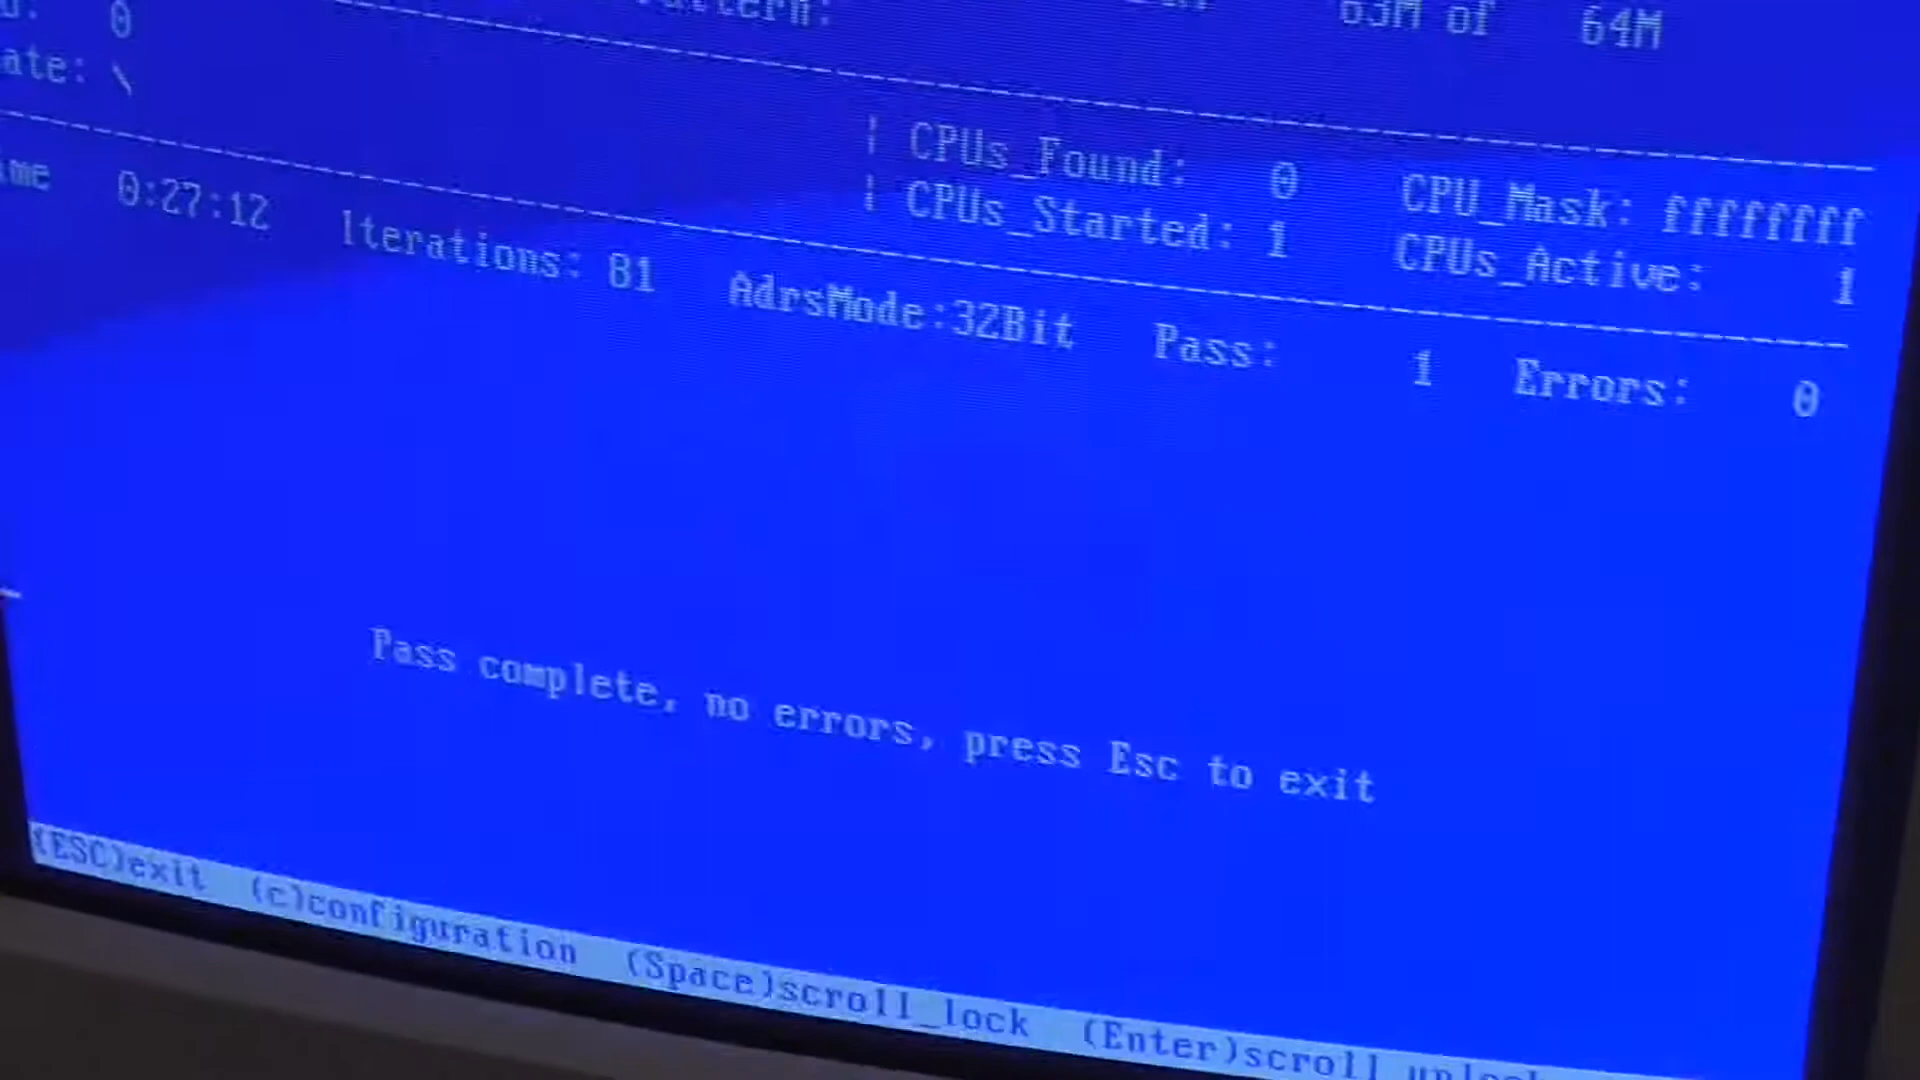 63M of 64M
0
ate: \
CPUs_Found: 0 CPU_Mask: ffffffff
CPUs_Started: 1 CPUs_Active: 1
ime 0:27:12 Iterations: 81 AdrsMode:32Bit Pass: 1 Errors: 0
Pass complete, no errors, press Esc to exit
(ESC)exit (c)configuration (Space)scroll_lock (Enter)scroll